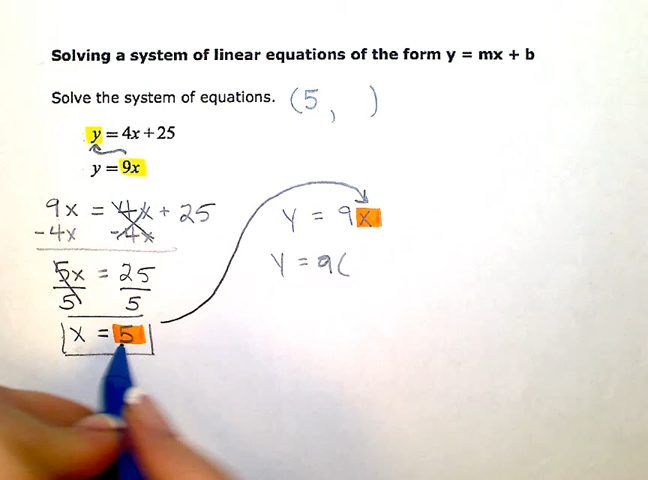 Solving a system of linear equations of the form y = mx + b
Solve the system of equations. (5, )
y = 4x + 25
y = 9x
9x = 4x + 25
-4x -4x
5x = 25
5 5
x = 5
y = 9x
y = 9(